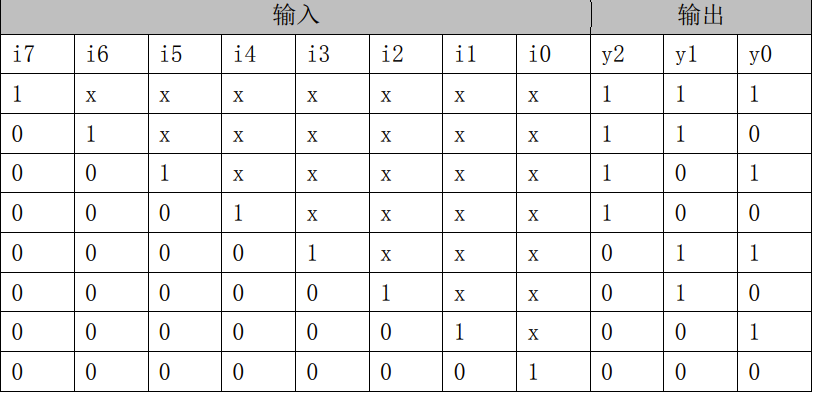 输入 输出
i7 i6 i5 i4 i3 i2 i1 i0 y2 y1 y0
1 x x x x x x x 1 1 1
0 1 x x x x x x 1 1 0
0 0 1 x x x x x 1 0 1
0 0 0 1 x x x x 1 0 0
0 0 0 0 1 x x x 0 1 1
0 0 0 0 0 1 x x 0 1 0
0 0 0 0 0 0 1 x 0 0 1
0 0 0 0 0 0 0 1 0 0 0